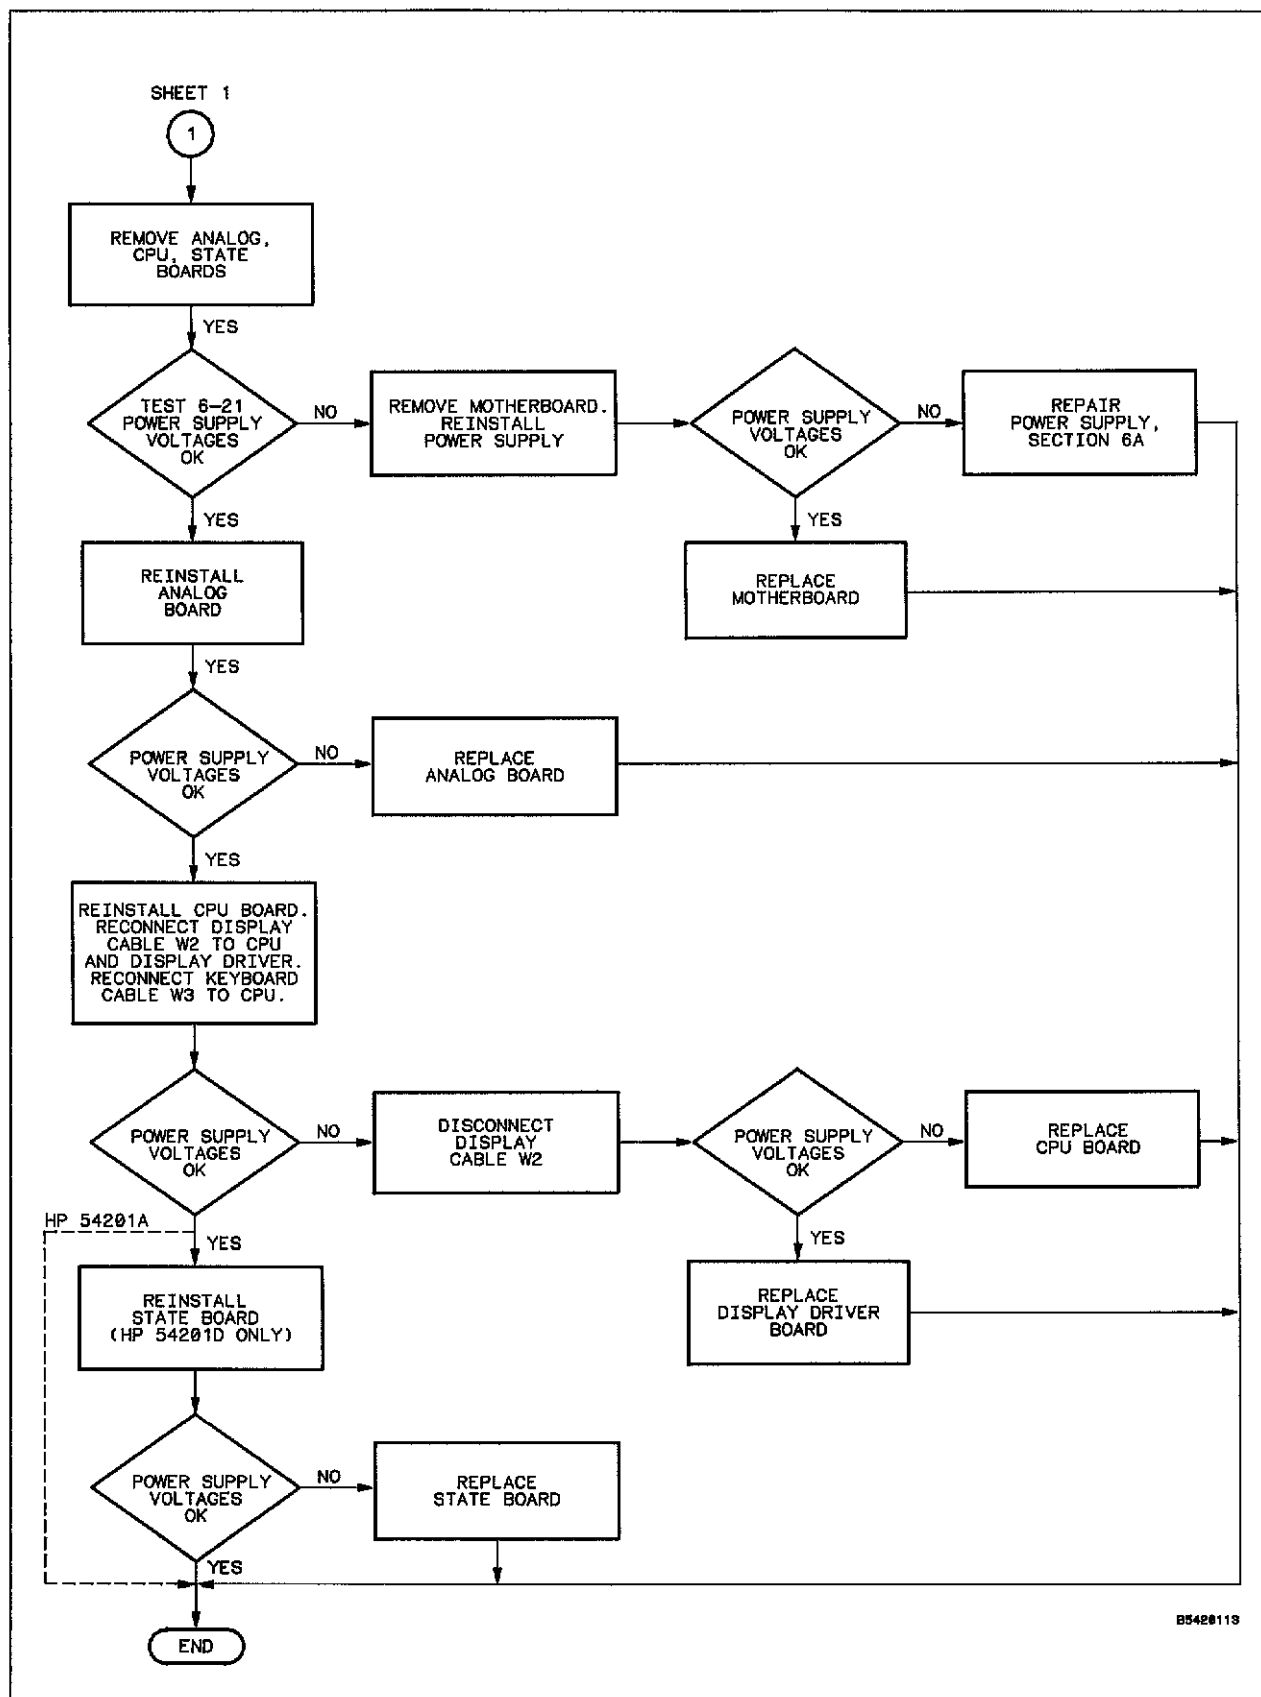 SHEET 1
1
REMOVE ANALOG,
CPU, STATE
BOARDS
YES
TEST 6-21
POWER SUPPLY
VOLTAGES
OK
NO
REMOVE MOTHERBOARD.
REINSTALL
POWER SUPPLY
POWER SUPPLY
VOLTAGES
OK
NO
REPAIR
POWER SUPPLY,
SECTION 6A
YES
YES
REINSTALL
ANALOG
BOARD
REPLACE
MOTHERBOARD
YES
POWER SUPPLY
VOLTAGES
OK
NO
REPLACE
ANALOG BOARD
YES
REINSTALL CPU BOARD.
RECONNECT DISPLAY
CABLE W2 TO CPU
AND DISPLAY DRIVER.
RECONNECT KEYBOARD
CABLE W3 TO CPU.
POWER SUPPLY
VOLTAGES
OK
NO
DISCONNECT
DISPLAY
CABLE W2
POWER SUPPLY
VOLTAGES
OK
NO
REPLACE
CPU BOARD
HP 54201A
YES
YES
REINSTALL
STATE BOARD
(HP 54201D ONLY)
REPLACE
DISPLAY DRIVER
BOARD
POWER SUPPLY
VOLTAGES
OK
NO
REPLACE
STATE BOARD
YES
END
B5420113